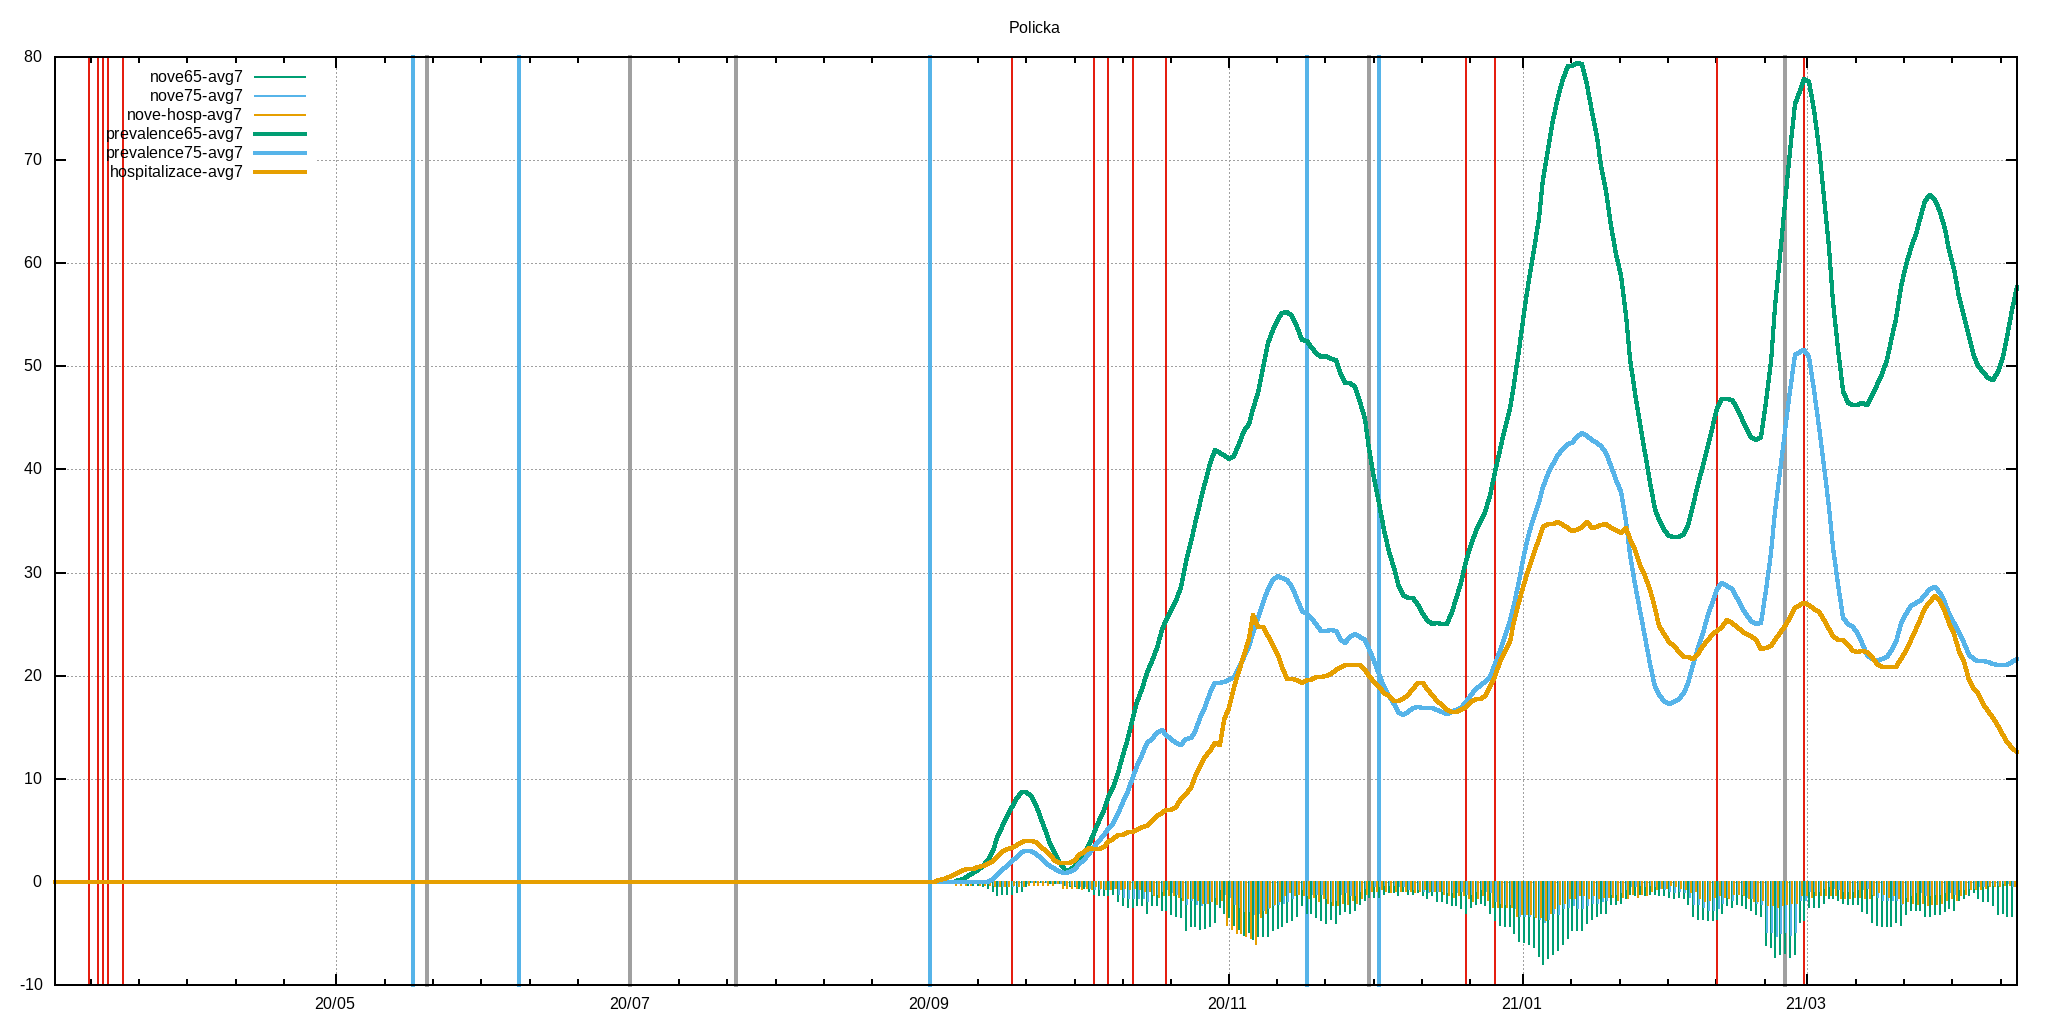 Policka
80
nove65-avg7
nove75-avg7
nove-hosp-avg7
prevalence65-avg7
prevalence75-avg7
hospitalizace-avg7
70
60
50
40
30
20
10
0
-10
20/05 20/07 20/09 20/11 21/01 21/03